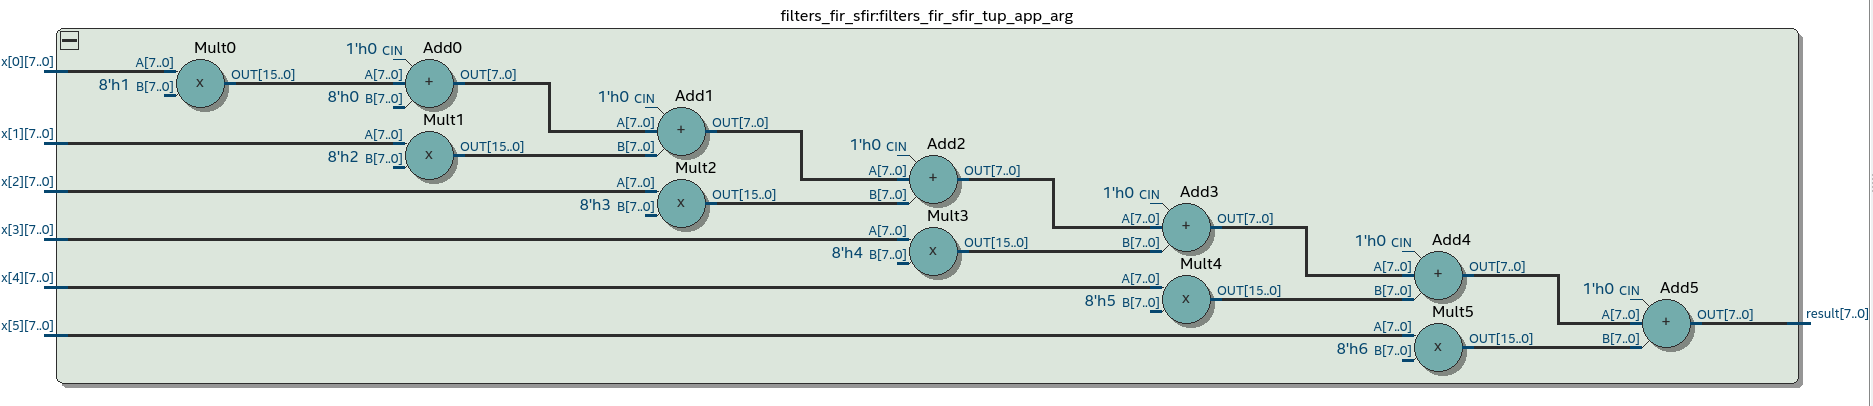 filters_fir_sfir:filters_fir_sfir_tup_app_arg
Mult0
1'h0 CIN
Add0
x[0][7..0]
A[7..0]
OUT[15..0]
A[7..0]
OUT[7..0]
8'h1 B[7..0]
x
+
8'h0 B[7..0]
1'h0 CIN
Add1
Mult1
x[1][7..0]
A[7..0]
A[7..0]
+
OUT[7..0]
8'h2 B[7..0]
x
OUT[15..0]
B[7..0]
1'h0 CIN
Add2
Mult2
x[2][7..0]
A[7..0]
A[7..0]
+
OUT[7..0]
8'h3 B[7..0]
x
OUT[15..0]
B[7..0]
1'h0 CIN
Add3
Mult3
x[3][7..0]
A[7..0]
A[7..0]
+
OUT[7..0]
8'h4 B[7..0]
x
OUT[15..0]
B[7..0]
1'h0 CIN
Add4
Mult4
x[4][7..0]
A[7..0]
A[7..0]
+
OUT[7..0]
8'h5 B[7..0]
x
OUT[15..0]
B[7..0]
1'h0 CIN
Add5
Mult5
x[5][7..0]
A[7..0]
A[7..0]
+
OUT[7..0]
result[7..0]
8'h6 B[7..0]
x
OUT[15..0]
B[7..0]